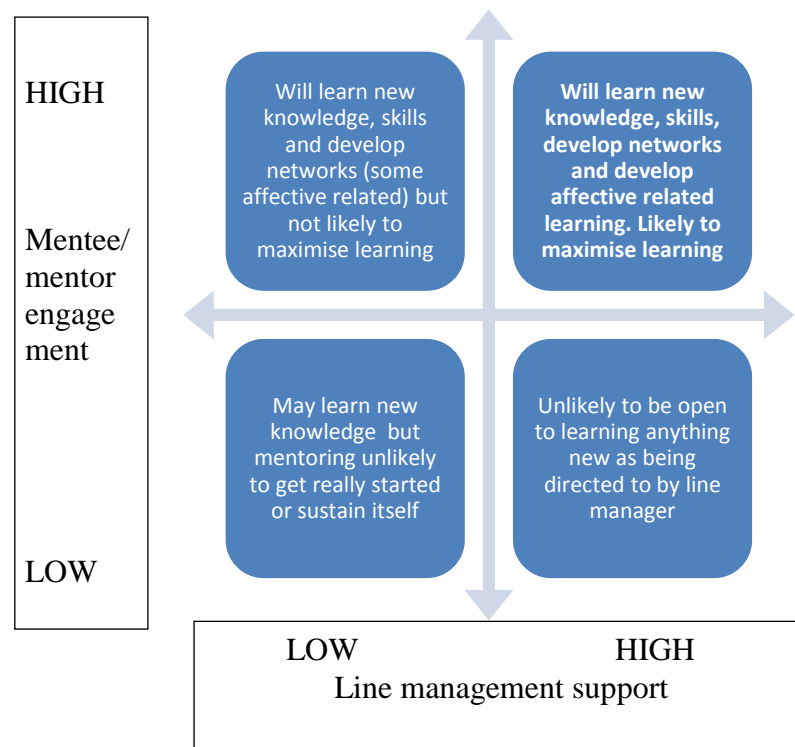 HIGH
Mentee/
mentor
engage
ment
LOW
Will learn new
knowledge, skills
and develop
networks (some
affective related) but
not likely to
maximise learning
Will learn new
knowledge, skills,
develop networks
and develop
affective related
learning. Likely to
maximise learning
May learn new
knowledge  but
mentoring unlikely
to get really started
or sustain itself
Unlikely to be open
to learning anything
new as being
directed to by line
manager
LOW HIGH
Line management support